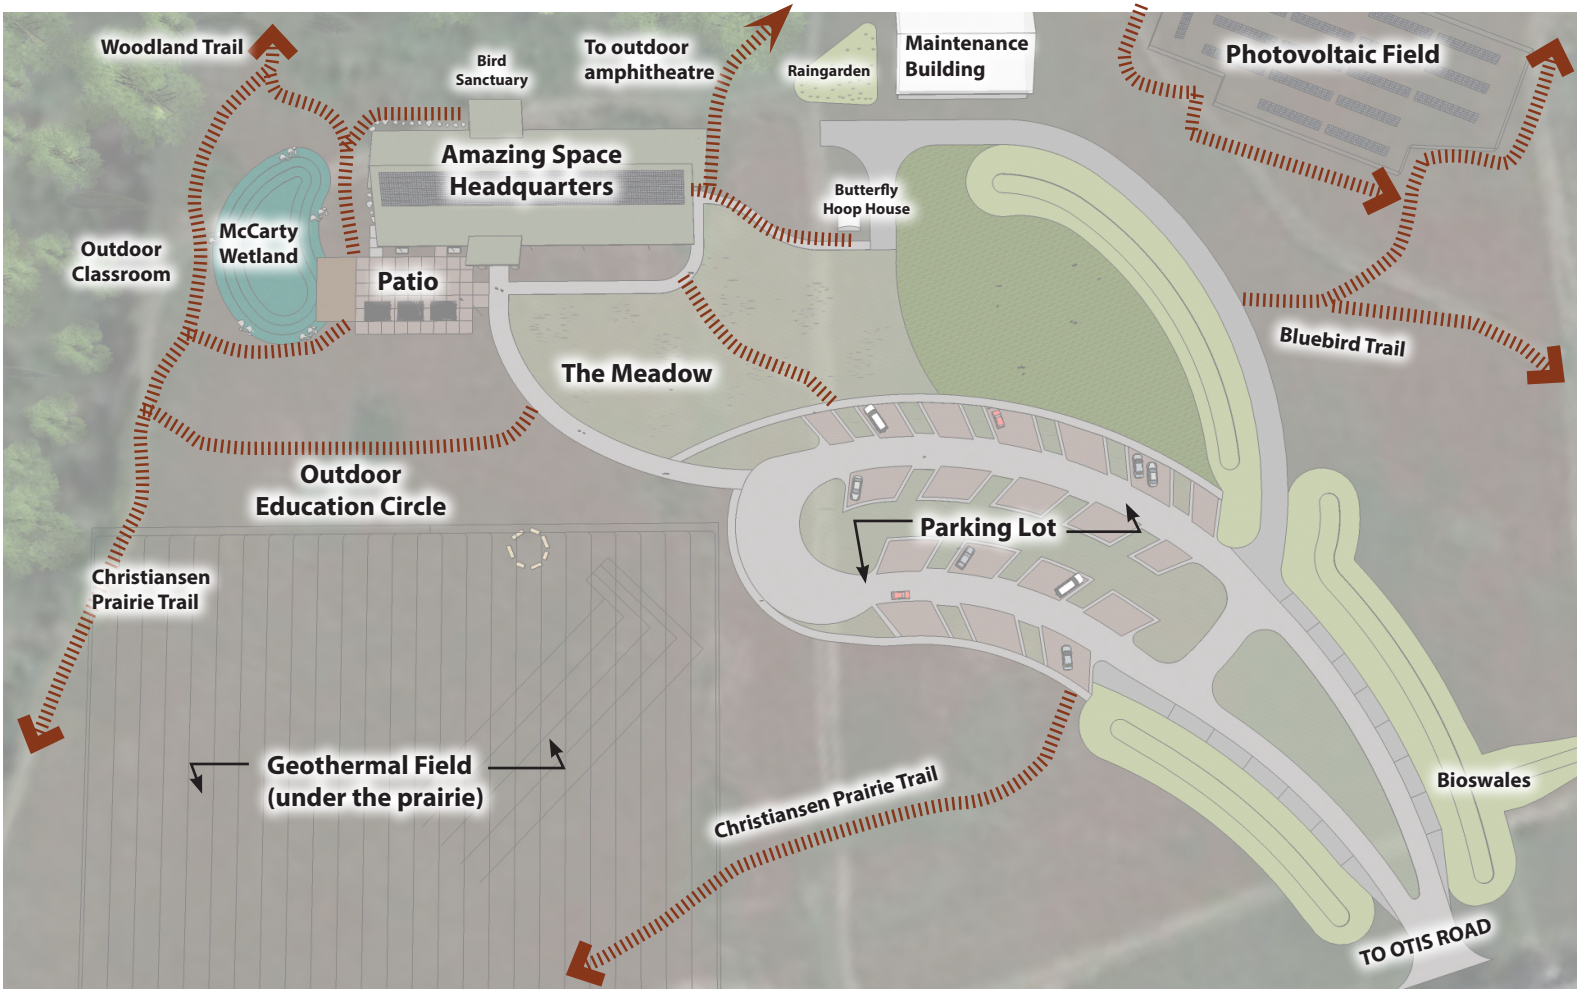 Woodland Trail
Bird
Sanctuary
To outdoor
amphitheatre
Raingarden
Maintenance
Building
Photovoltaic Field
Amazing Space
Headquarters
Butterfly
Hoop House
McCarty
Wetland
Outdoor
Classroom
Patio
Bluebird Trail
The Meadow
Outdoor
Education Circle
Parking Lot
Christiansen
Prairie Trail
Geothermal Field
(under the prairie)
Christiansen Prairie Trail
Bioswales
TO OTIS ROAD